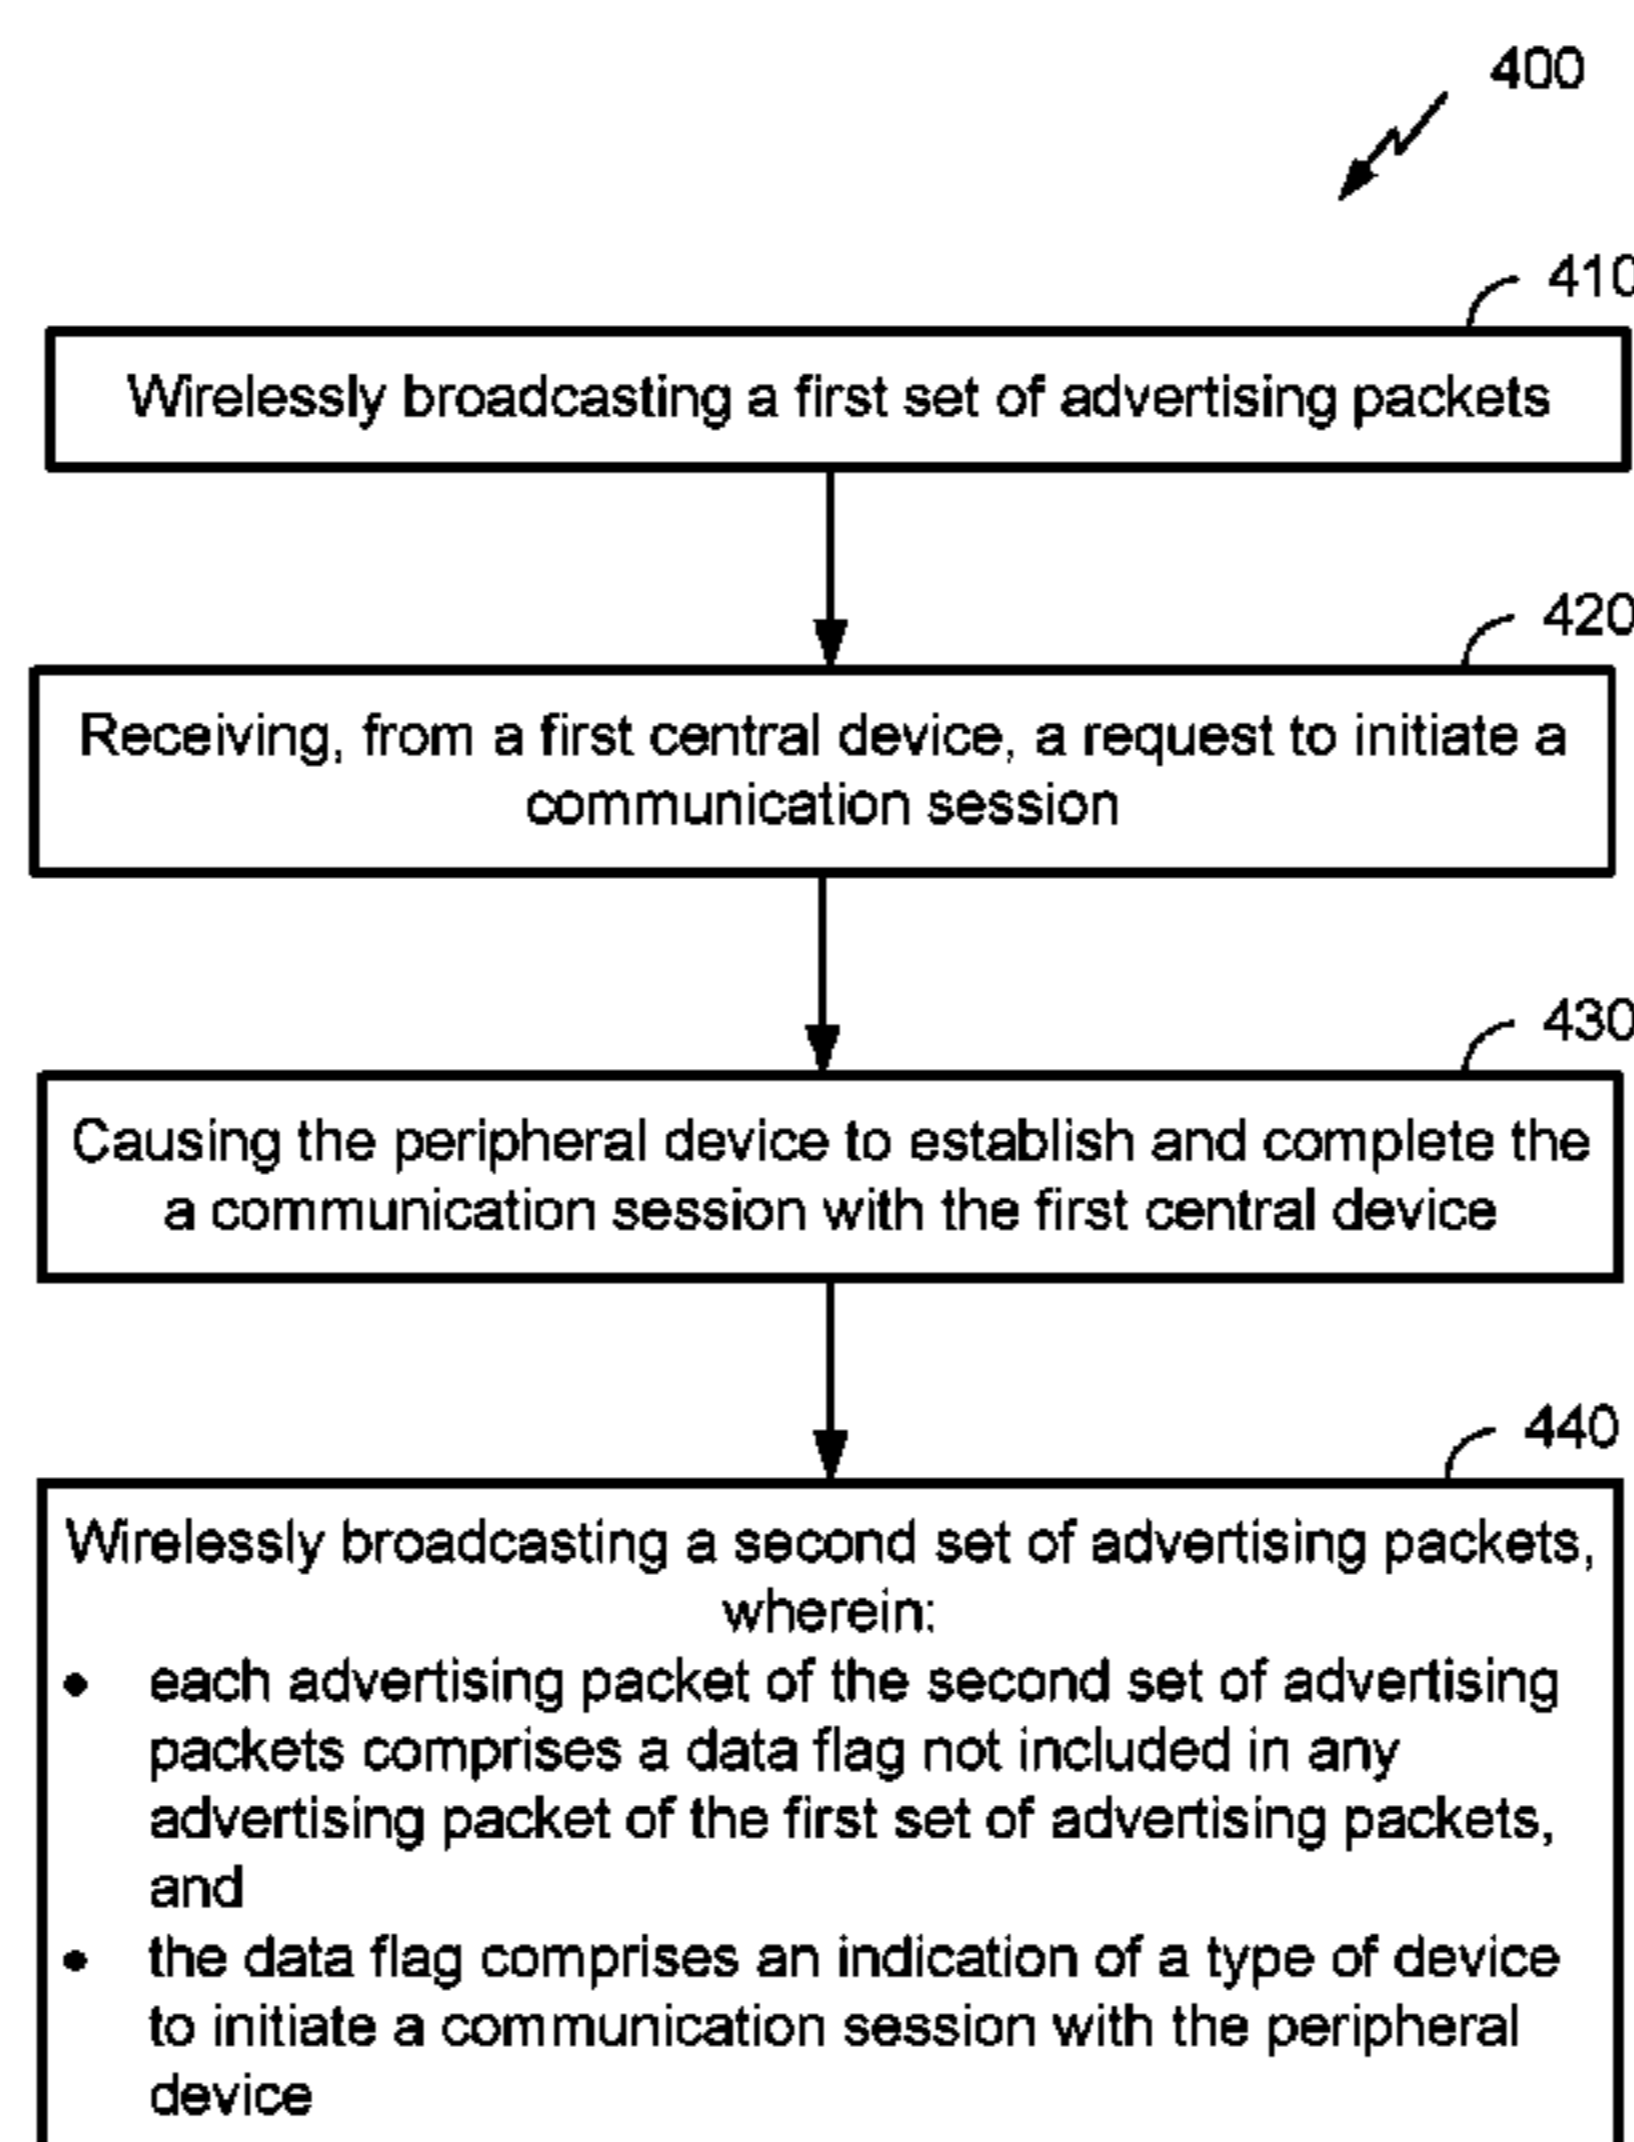 400
410
Wirelessly broadcasting a first set of advertising packets
420
Receiving, from a first central device, a request to initiate a
communication session
430
Causing the peripheral device to establish and complete the
a communication session with the first central device
440
Wirelessly broadcasting a second set of advertising packets,
wherein:
• each advertising packet of the second set of advertising
packets comprises a data flag not included in any
advertising packet of the first set of advertising packets,
and
• the data flag comprises an indication of a type of device
to initiate a communication session with the peripheral
device